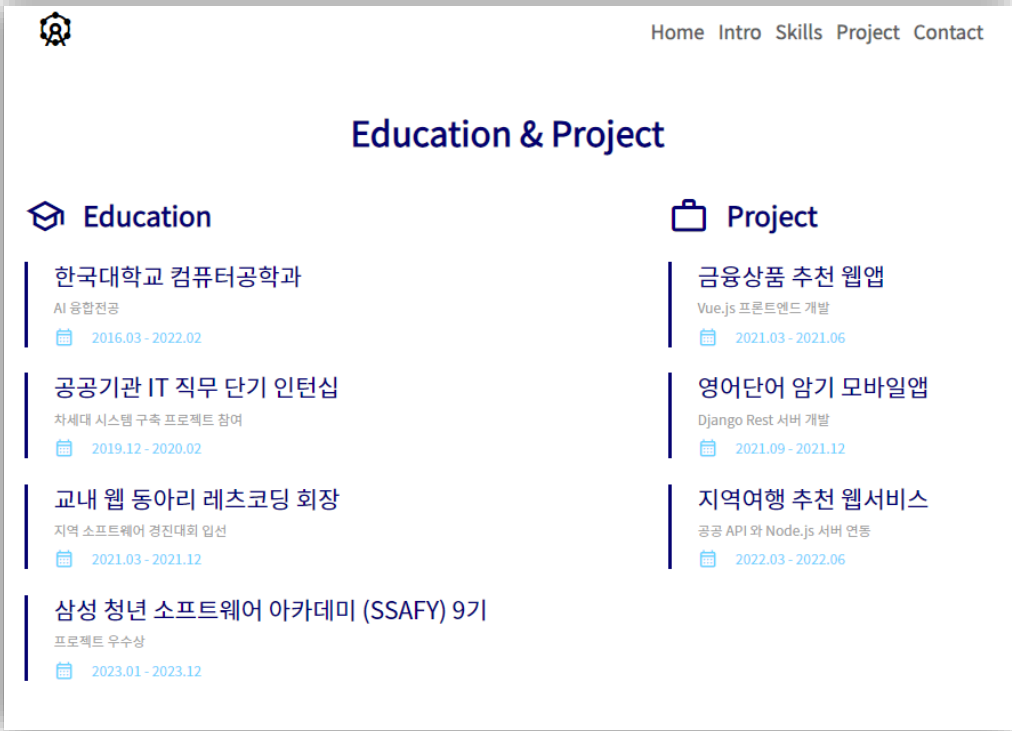 Home Intro Skills Project Contact
Education & Project
Education
한국대학교 컴퓨터공학과
AI 융합전공
2016.03 - 2022.02
공공기관 IT 직무 단기 인턴십
차세대 시스템 구축 프로젝트 참여
2019.12 - 2020.02
교내 웹 동아리 레츠코딩 회장
지역 소프트웨어 경진대회 입선
2021.03 - 2021.12
삼성 청년 소프트웨어 아카데미 (SSAFY) 9기
프로젝트 우수상
2023.01 - 2023.12
Project
금융상품 추천 웹앱
Vue.js 프론트엔드 개발
2021.03 - 2021.06
영어단어 암기 모바일앱
Django Rest 서버 개발
2021.09 - 2021.12
지역여행 추천 웹서비스
공공 API 와 Node.js 서버 연동
2022.03 - 2022.06